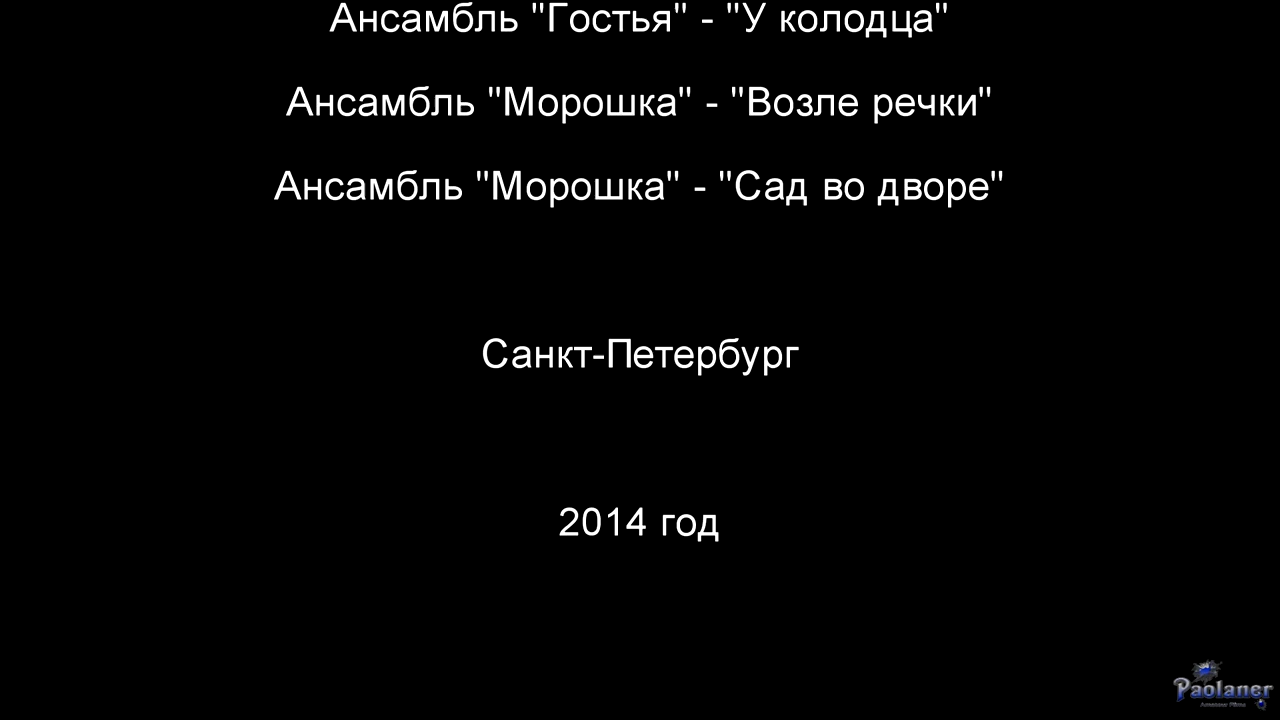 Ансамбль "Гостья" - "У колодца"
Ансамбль "Морошка" - "Возле речки"
Ансамбль "Морошка" - "Сад во дворе"
Санкт-Петербург
2014 год
Paolaner